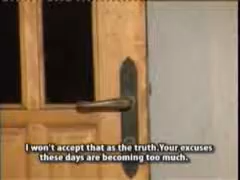 I won't accept that as the truth.Your excuses
these days are becoming too much.